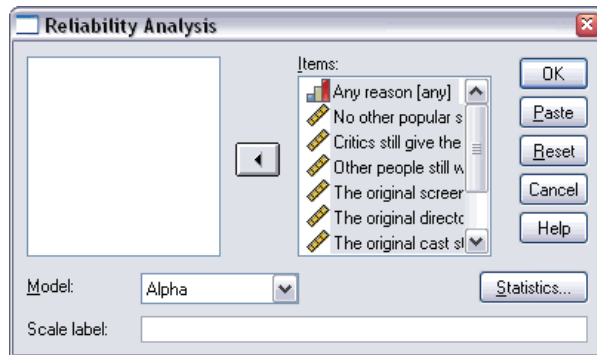 Reliability Analysis
Items:
Any reason [any]
No other popular s
Critics still give the
Other people still w
The original screer
The original directo
The original cast sl
OK
Paste
Reset
Cancel
Help
Model:
Alpha
Statistics...
Scale label: